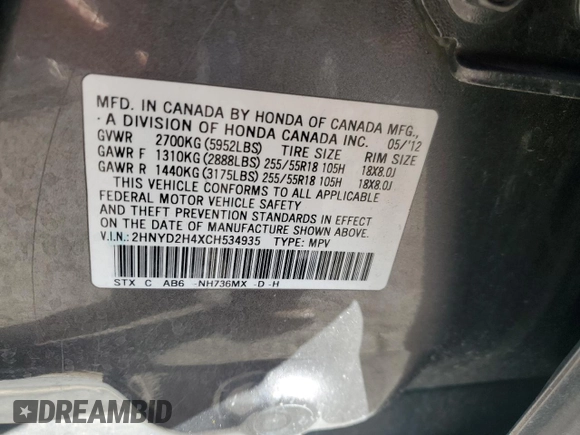 MFD. IN CANADA BY HONDA OF CANADA MFG.,
- A DIVISION OF HONDA CANADA INC. 05/'12
GVWR 2700KG (5952LBS) TIRE SIZE RIM SIZE
GAWR F 1310KG (2888LBS) 255/55R18 105H 18X8.0J
GAWR R 1440KG (3175LBS) 255/55R18 105H 18X8.0J
THIS VEHICLE CONFORMS TO ALL APPLICABLE
FEDERAL MOTOR VEHICLE SAFETY
AND THEFT PREVENTION STANDARDS IN EFFECT
ON THE DATE OF MANUFACTURE SHOWN ABOVE.
V.I.N.: 2HNYD2H4XCH534935 TYPE: MPV
STX C AB6 -NH736MX -D -H
DREAMBID